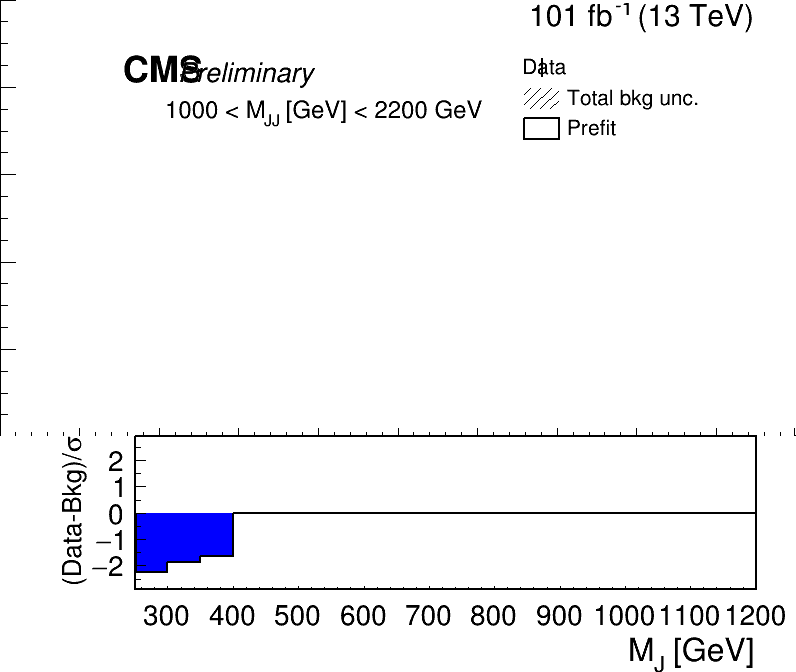 101 fb⁻¹ (13 TeV)
CMS Preliminary
Data
1000 < M_JJ [GeV] < 2200 GeV
Total bkg unc.
Prefit
(Data-Bkg)/σ
2
1
0
−1
−2
300 400 500 600 700 800 900 1000 1100 1200
M_J [GeV]